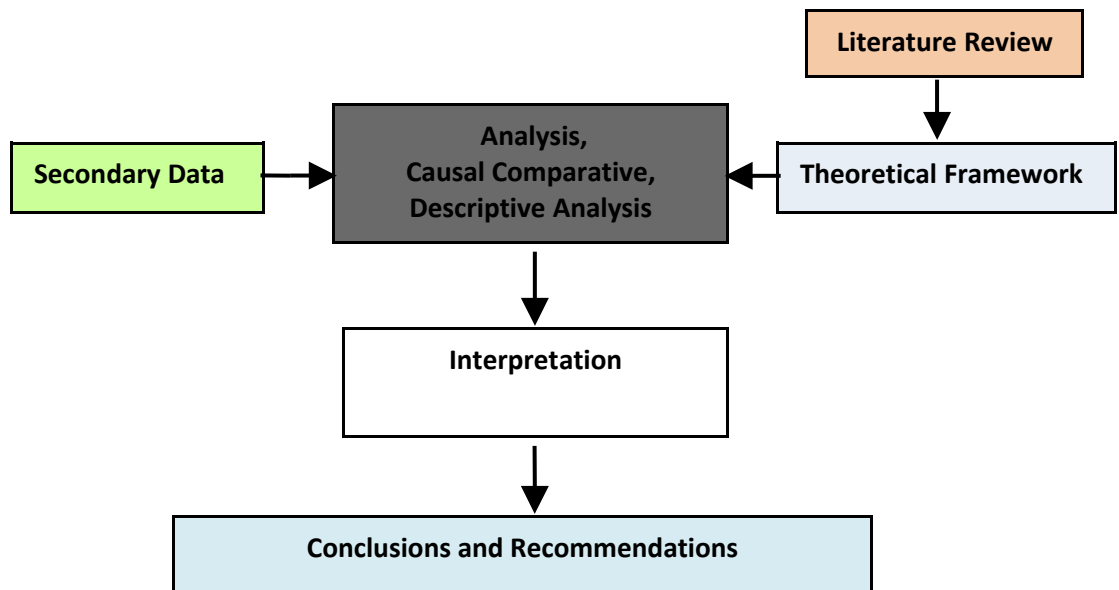 Literature Review
Analysis,
Causal Comparative,
Descriptive Analysis
Secondary Data
Theoretical Framework
Interpretation
Conclusions and Recommendations